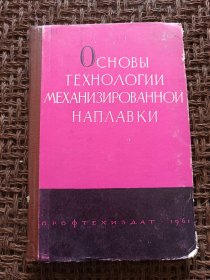 ОСНОВЫ
ТЕХНОЛОГИИ
МЕХАНИЗИРОВАННОЙ
НАПЛАВКИ
ПРОФТЕХИЗДАТ · 1961